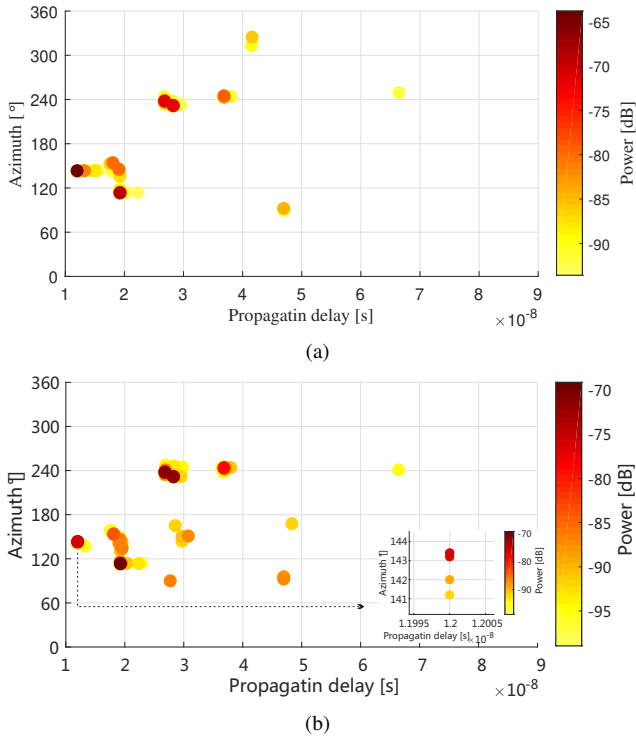 360
300
240
180
120
60
0
Azimuth [°]
1 2 3 4 5 6 7 8 9
Propagatin delay [s]
×10⁻⁸
-65
-70
-75
-80
-85
-90
Power [dB]
(a)
360
300
240
180
120
60
0
Azimuth[°]
1 2 3 4 5 6 7 8 9
Propagatin delay [s]
×10⁻⁸
144
143
142
141
Azimuth [°]
1.1995 1.2 1.2005
Propagatin delay [s]
×10⁻⁸
-70
-80
-90
Power [dB]
-70
-75
-80
-85
-90
-95
Power [dB]
(b)